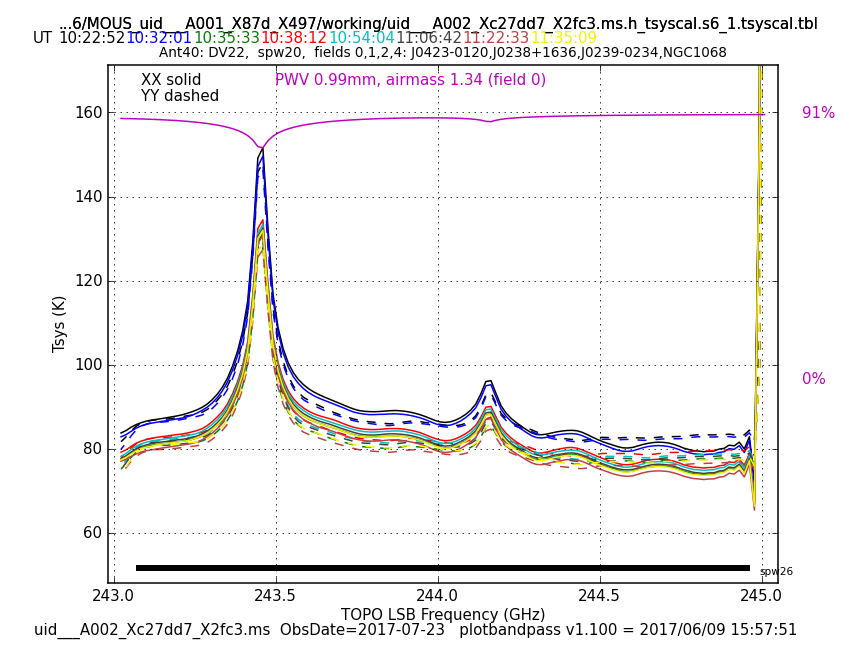 ...6/MOUS_uid___A001_X87d_X497/working/uid___A002_Xc27dd7_X2fc3.ms.h_tsyscal.s6_1.tsyscal.tbl
UT 10:22:52 10:32:01 10:35:33 10:38:12 10:54:04 11:06:42 11:22:33 11:35:09
Ant40: DV22, spw20, fields 0,1,2,4: J0423-0120,J0238+1636,J0239-0234,NGC1068
XX solid PWV 0.99mm, airmass 1.34 (field 0)
YY dashed
160 91%
140
120
Tsys (K)
100 0%
80
60
spw26
243.0 243.5 244.0 244.5 245.0
TOPO LSB Frequency (GHz)
uid___A002_Xc27dd7_X2fc3.ms ObsDate=2017-07-23 plotbandpass v1.100 = 2017/06/09 15:57:51